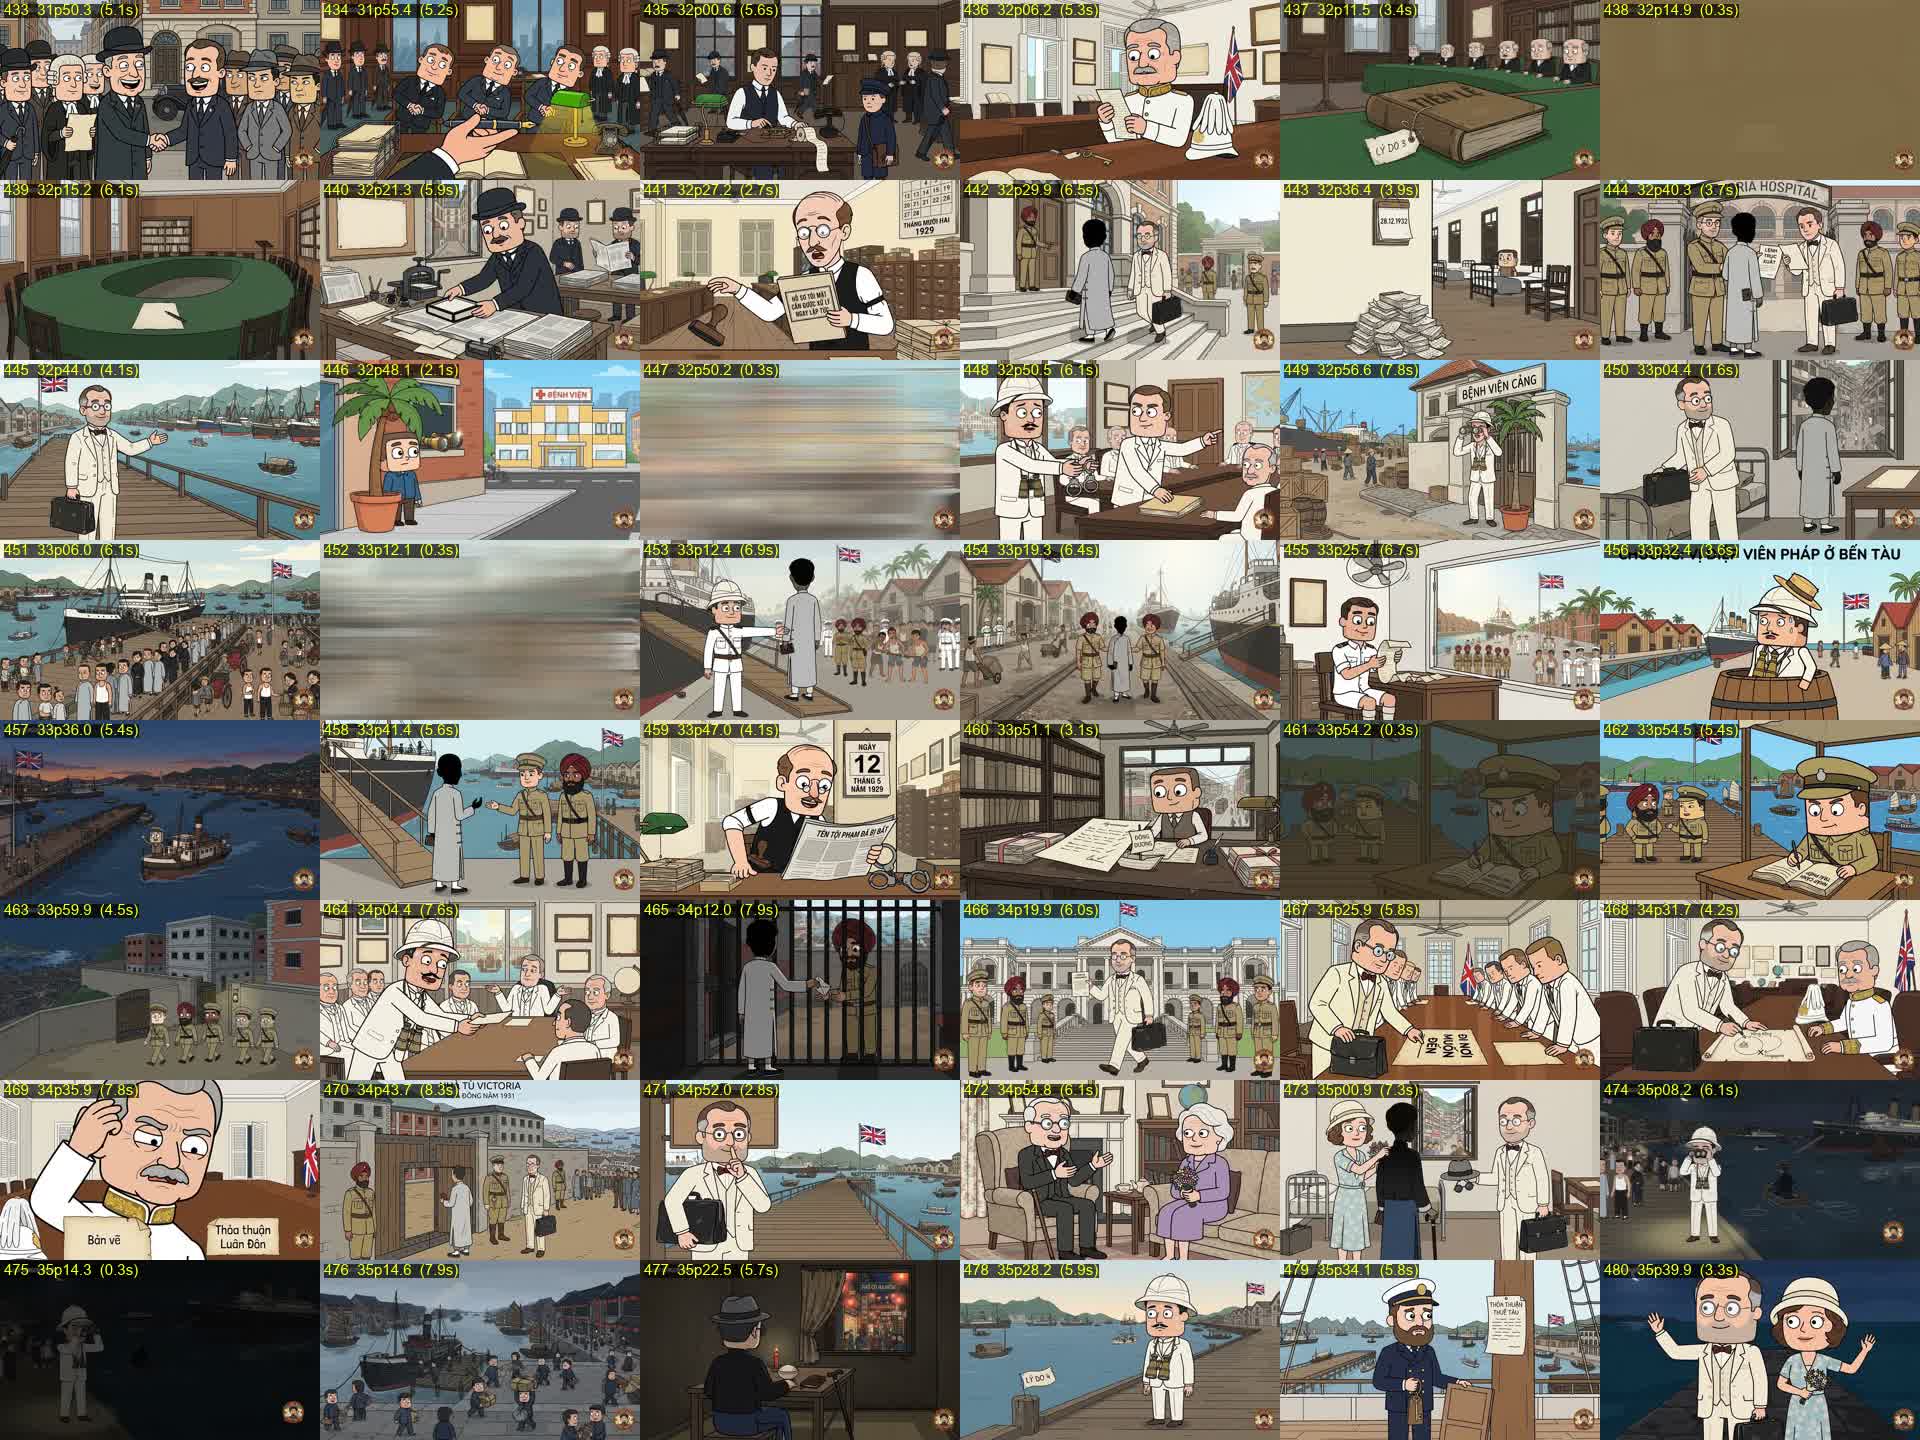 433 31p50.3 (5.1s)
434 31p55.4 (5.2s)
435 32p00.6 (5.6s)
436 32p06.2 (5.3s)
437 32p11.5 (3.4s)
TIỀN LỆ
LÝ DO 3
438 32p14.9 (0.3s)
439 32p15.2 (6.1s)
440 32p21.3 (5.9s)
441 32p27.2 (2.7s)
THÁNG MƯỜI HAI
1929
HỒ SƠ TỐI MẬT
CẦN ĐƯỢC XỬ LÝ
NGAY LẬP TỨC
442 32p29.9 (6.5s)
443 32p36.4 (3.9s)
28.12.1932
444 32p40.3 (3.7s)
RIA HOSPITAL
LỆNH
TRỤC
XUẤT
445 32p44.0 (4.1s)
446 32p48.1 (2.1s)
BỆNH VIỆN
447 32p50.2 (0.3s)
448 32p50.5 (6.1s)
449 32p56.6 (7.8s)
BỆNH VIỆN CẢNG
450 33p04.4 (1.6s)
451 33p06.0 (6.1s)
452 33p12.1 (0.3s)
453 33p12.4 (6.9s)
454 33p19.3 (6.4s)
455 33p25.7 (6.7s)
456 33p32.4 (3.6s)
VIÊN PHÁP Ở BẾN TÀU
457 33p36.0 (5.4s)
458 33p41.4 (5.6s)
459 33p47.0 (4.1s)
NGÀY
12
THÁNG 5
NĂM 1929
TÊN TỘI PHẠM ĐÃ BỊ BẮT
460 33p51.1 (3.1s)
ĐÔNG
DƯƠNG
461 33p54.2 (0.3s)
462 33p54.5 (5.4s)
463 33p59.9 (4.5s)
464 34p04.4 (7.6s)
465 34p12.0 (7.9s)
466 34p19.9 (6.0s)
467 34p25.9 (5.8s)
ĐI NƠI
MUỐN
ĐẾN
468 34p31.7 (4.2s)
469 34p35.9 (7.8s)
Bản vẽ
Thỏa thuận
Luân Đôn
470 34p43.7 (8.3s)
TÙ VICTORIA
ĐÔNG NĂM 1931
471 34p52.0 (2.8s)
472 34p54.8 (6.1s)
473 35p00.9 (7.3s)
474 35p08.2 (6.1s)
475 35p14.3 (0.3s)
476 35p14.6 (7.9s)
477 35p22.5 (5.7s)
478 35p28.2 (5.9s)
LÝ DO 4
479 35p34.1 (5.8s)
THỎA THUẬN
THUÊ TÀU
480 35p39.9 (3.3s)